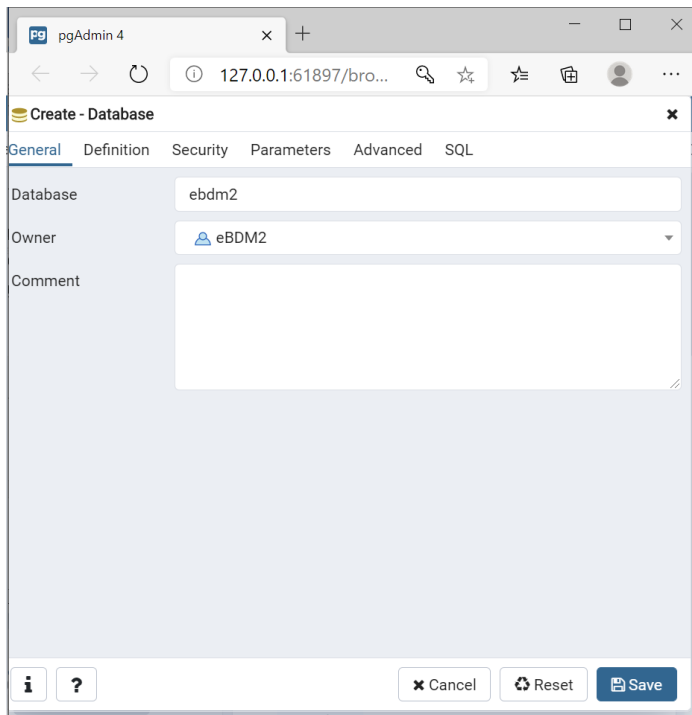 pg pgAdmin 4
127.0.0.1:61897/bro...
Create - Database
General Definition Security Parameters Advanced SQL
Database ebdm2
Owner eBDM2
Comment
i ? Cancel Reset Save